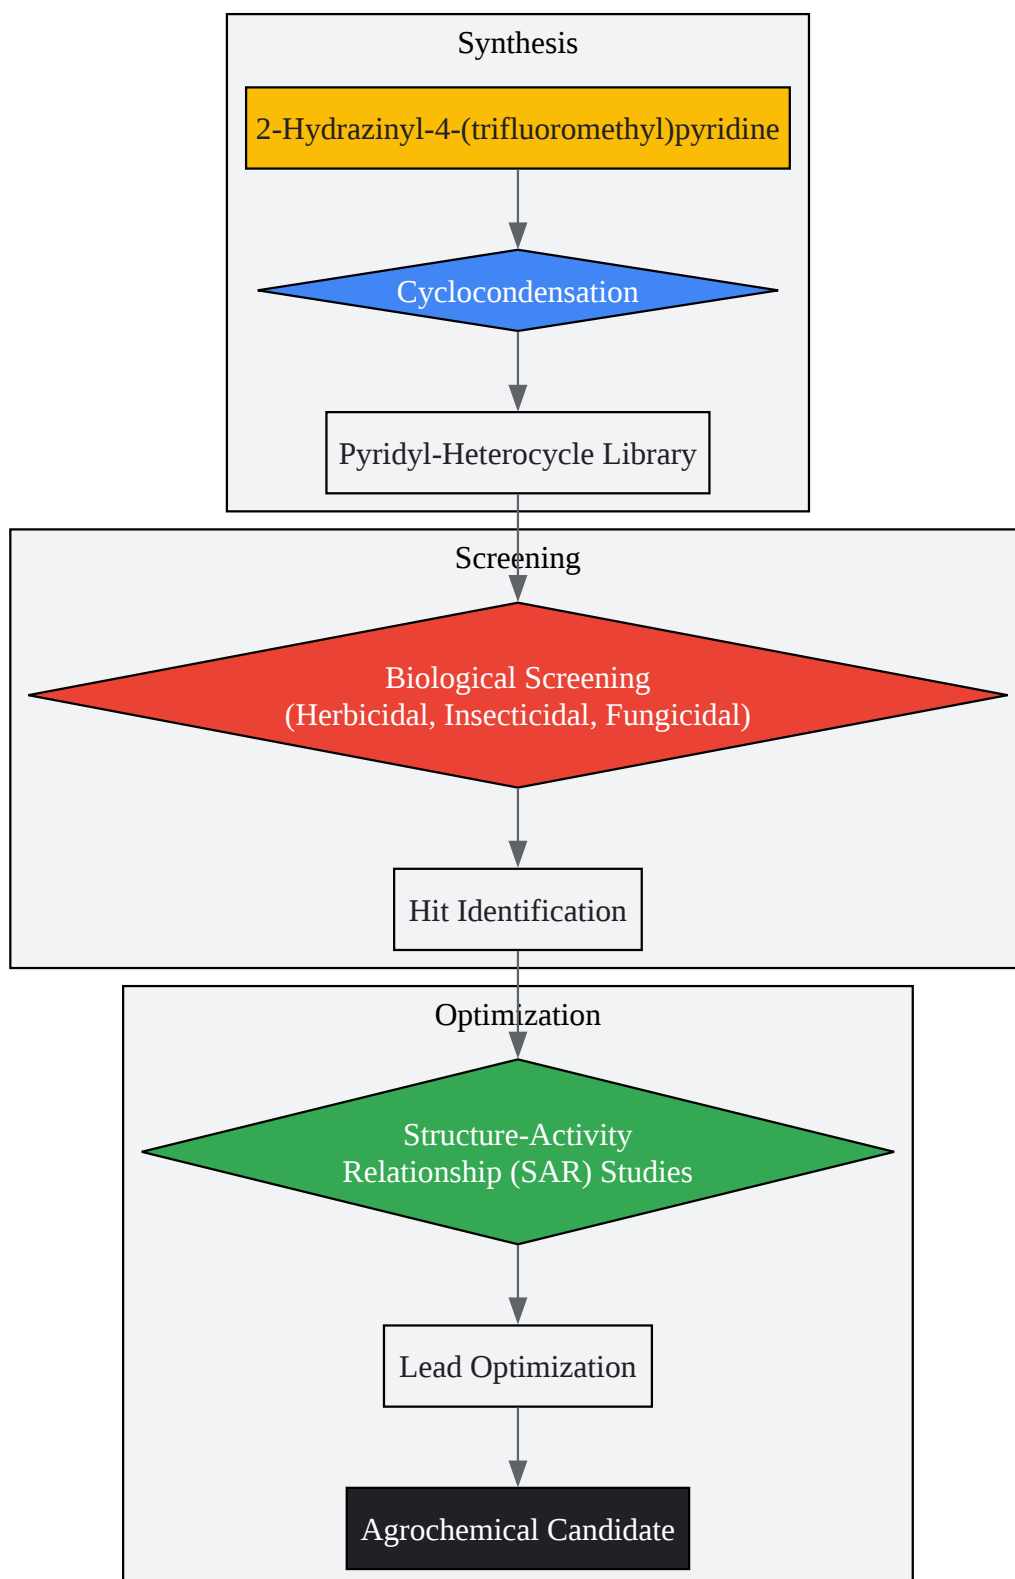 Synthesis
2-Hydrazinyl-4-(trifluoromethyl)pyridine
Cyclocondensation
Pyridyl-Heterocycle Library
Screening
Biological Screening
(Herbicidal, Insecticidal, Fungicidal)
Hit Identification
Optimization
Structure-Activity
Relationship (SAR) Studies
Lead Optimization
Agrochemical Candidate